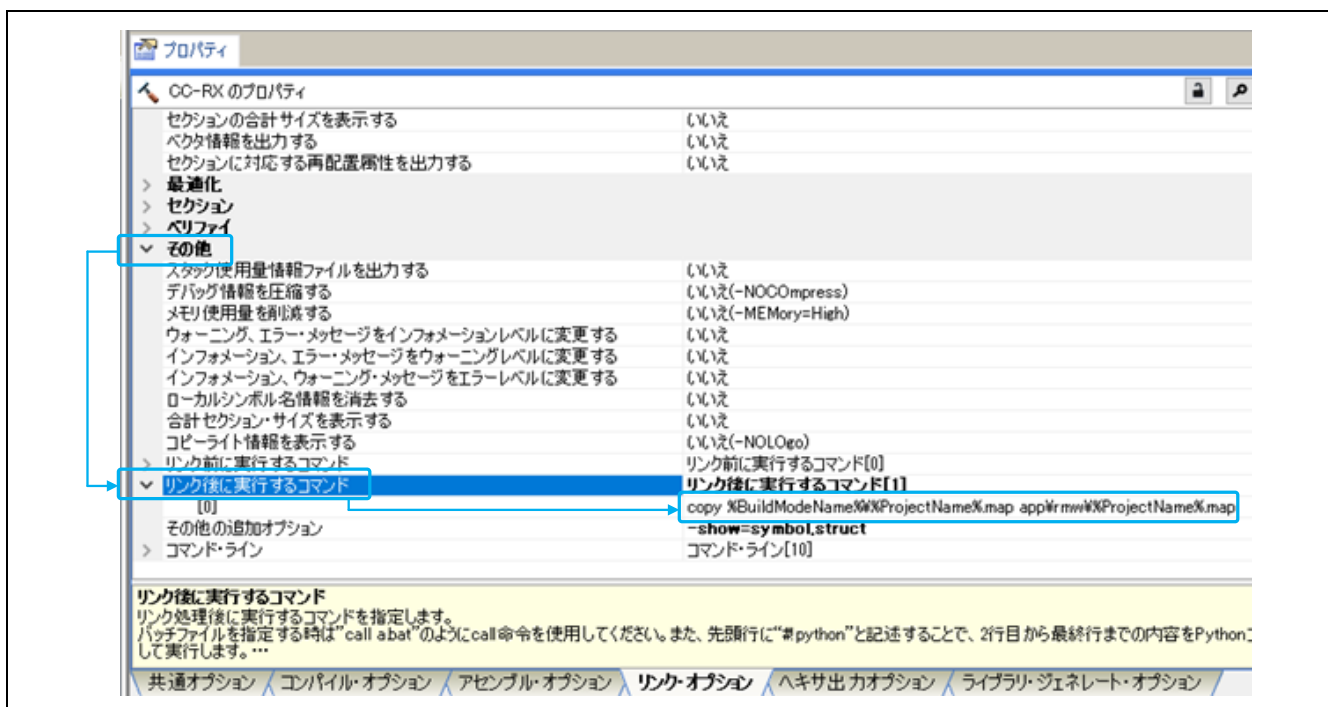 プロパティ
CC-RX のプロパティ
セクションの合計サイズを表示する いいえ
ベクタ情報を出力する いいえ
セクションに対応する再配置属性を出力する いいえ
最適化
セクション
ベリファイ
その他
スタック使用量情報ファイルを出力する いいえ
デバッグ情報を圧縮する いいえ(-NOCOmpress)
メモリ使用量を削減する いいえ(-MEMory=High)
ウォーニング、エラー・メッセージをインフォメーションレベルに変更する いいえ
インフォメーション、エラー・メッセージをウォーニングレベルに変更する いいえ
インフォメーション、ウォーニング・メッセージをエラーレベルに変更する いいえ
ローカルシンボル名情報を消去する いいえ
合計セクション・サイズを表示する いいえ
コピーライト情報を表示する いいえ(-NOLOgo)
リンク前に実行するコマンド リンク前に実行するコマンド[0]
リンク後に実行するコマンド リンク後に実行するコマンド[1]
[0] copy %BuildModeName%¥%ProjectName%.map app¥rmw¥%ProjectName%.map
その他の追加オプション -show=symbol,struct
コマンド・ライン コマンド・ライン[10]
リンク後に実行するコマンド
リンク処理後に実行するコマンドを指定します。
バッチファイルを指定する時は"call a.bat"のようにcall命令を使用してください。また、先頭行に"#python"と記述することで、2行目から最終行までの内容をPythonコ
して実行します。…
共通オプション コンパイル・オプション アセンブル・オプション リンク・オプション ヘキサ出力オプション ライブラリ・ジェネレート・オプション